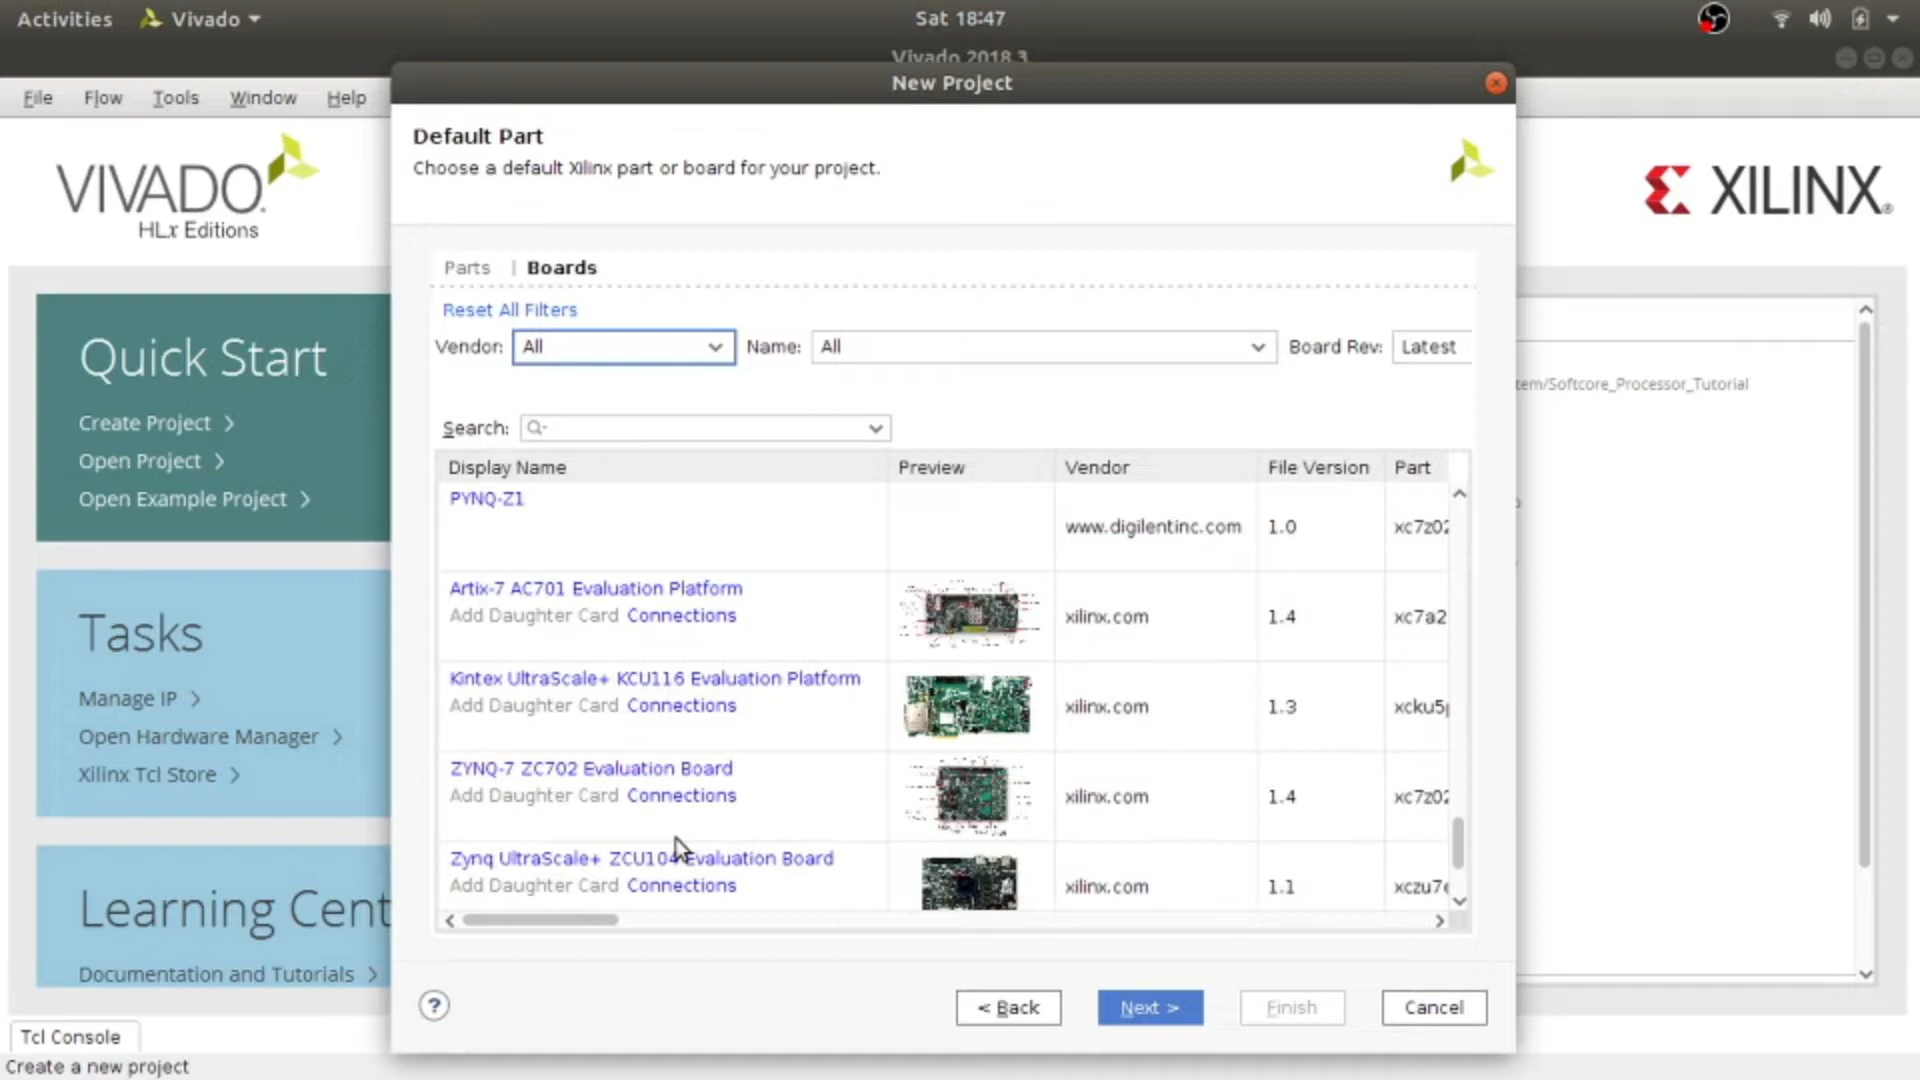 Activities
Vivado
Sat 18:47
Vivado 2018.3
New Project
File Flow Tools Window Help
VIVADO
HLx Editions
XILINX
Default Part
Choose a default Xilinx part or board for your project.
Parts | Boards
Reset All Filters
Vendor: All Name: All Board Rev: Latest
Search:
Display Name Preview Vendor File Version Part
PYNQ-Z1
www.digilentinc.com 1.0 xc7z02
Artix-7 AC701 Evaluation Platform
Add Daughter Card Connections
xilinx.com 1.4 xc7a2
Kintex UltraScale+ KCU116 Evaluation Platform
Add Daughter Card Connections
xilinx.com 1.3 xcku5p
ZYNQ-7 ZC702 Evaluation Board
Add Daughter Card Connections
xilinx.com 1.4 xc7z02
Zynq UltraScale+ ZCU104 Evaluation Board
Add Daughter Card Connections
xilinx.com 1.1 xczu7e
< Back
Next >
Finish
Cancel
?
Quick Start
Create Project >
Open Project >
Open Example Project >
Tasks
Manage IP >
Open Hardware Manager >
Xilinx Tcl Store >
Learning Cent
Documentation and Tutorials >
tem/Softcore_Processor_Tutorial
Tcl Console
Create a new project